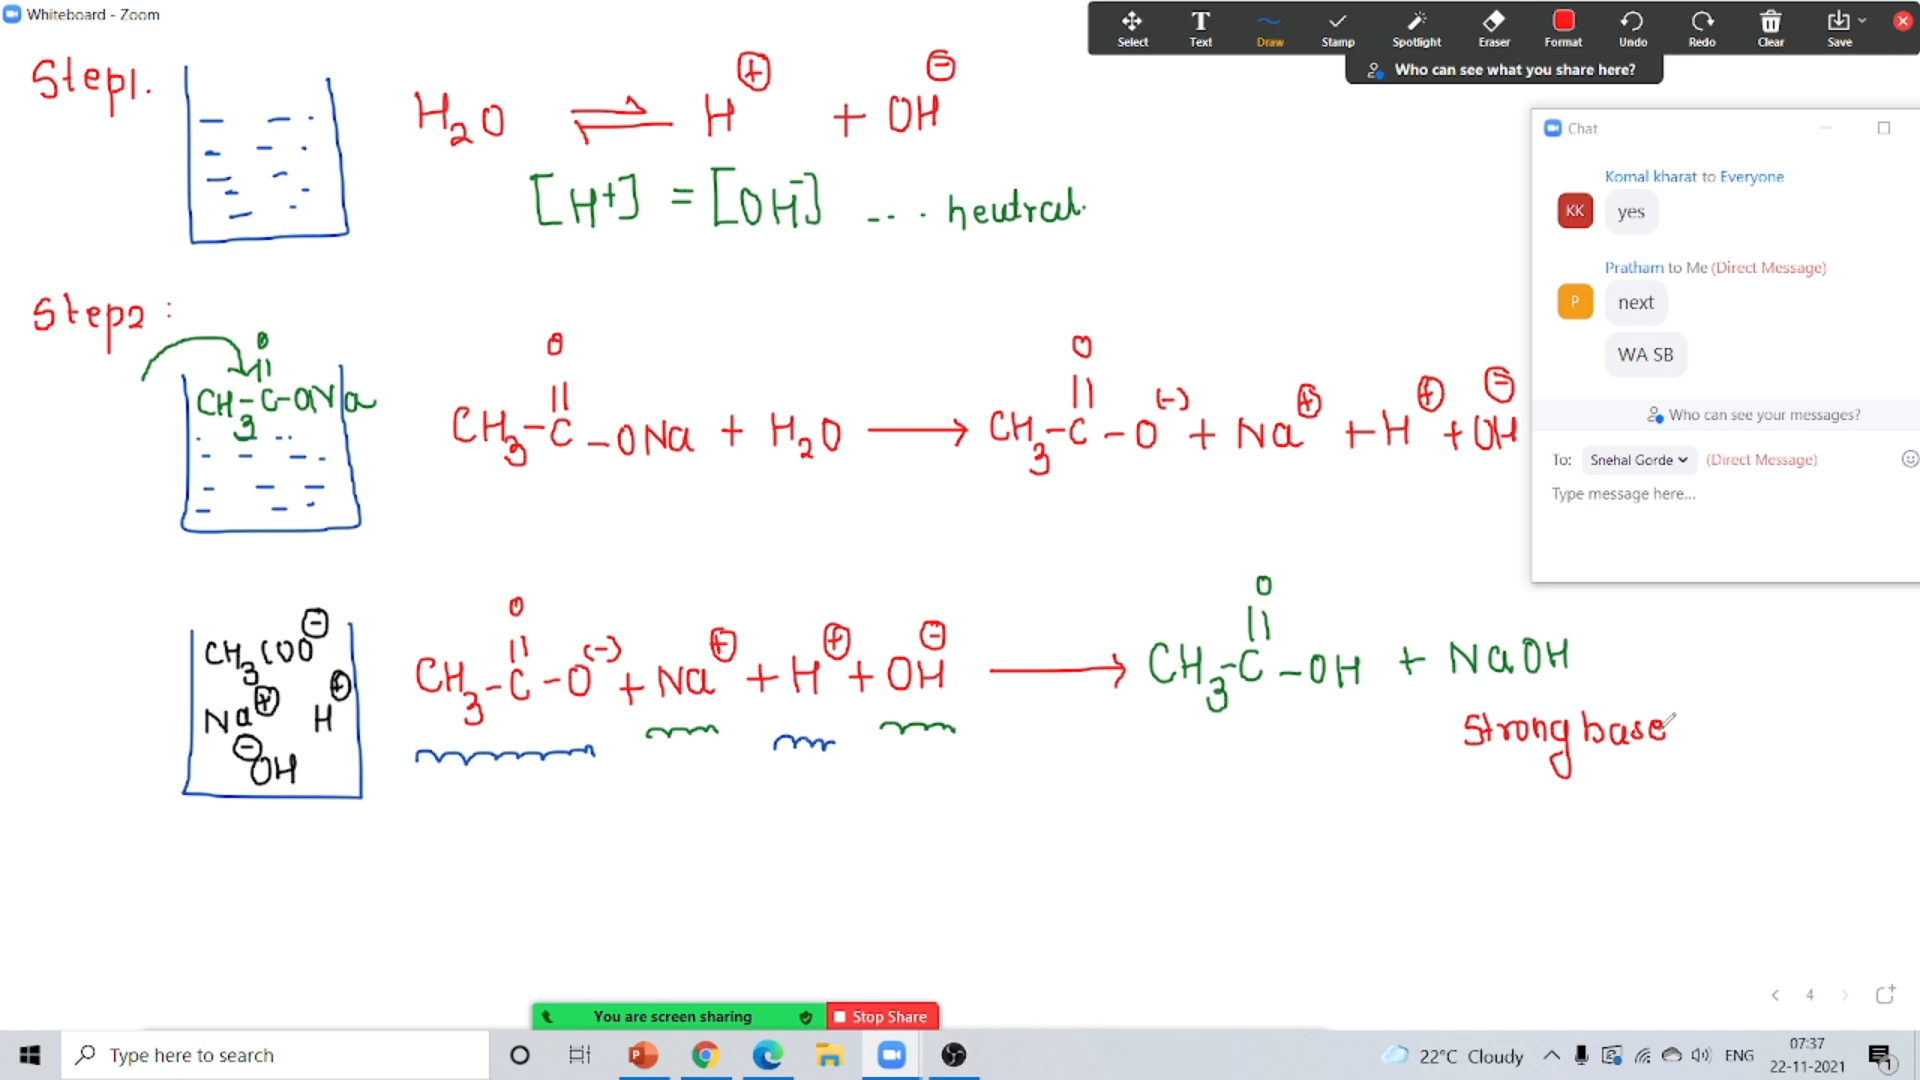 Whiteboard - Zoom
Select Text Draw Stamp Spotlight Eraser Format Undo Redo Clear Save
Who can see what you share here?
Step1.
H₂O ⇌ H⊕ + OH⊖
[H+] = [OH-] --.. neutral.
Step2 :
O
||
CH3-C-ONa
O
||
CH3-C-ONa + H2O → CH3-C-O(-) + Na⊕ + H⊕ + OH⊖
O
||
CH3COO⊖
Na⊕ H⊕
⊖OH
O
||
CH3-C-O(-) + Na⊕ + H⊕ + OH⊖ → CH3-C-OH + NaOH
O
||
Strong base
Chat
Komal kharat to Everyone
KK
yes
Pratham to Me (Direct Message)
P
next
WA SB
Who can see your messages?
To: Snehal Gorde (Direct Message)
Type message here...
4
You are screen sharing Stop Share
Type here to search
22°C Cloudy
ENG
07:37
22-11-2021
1